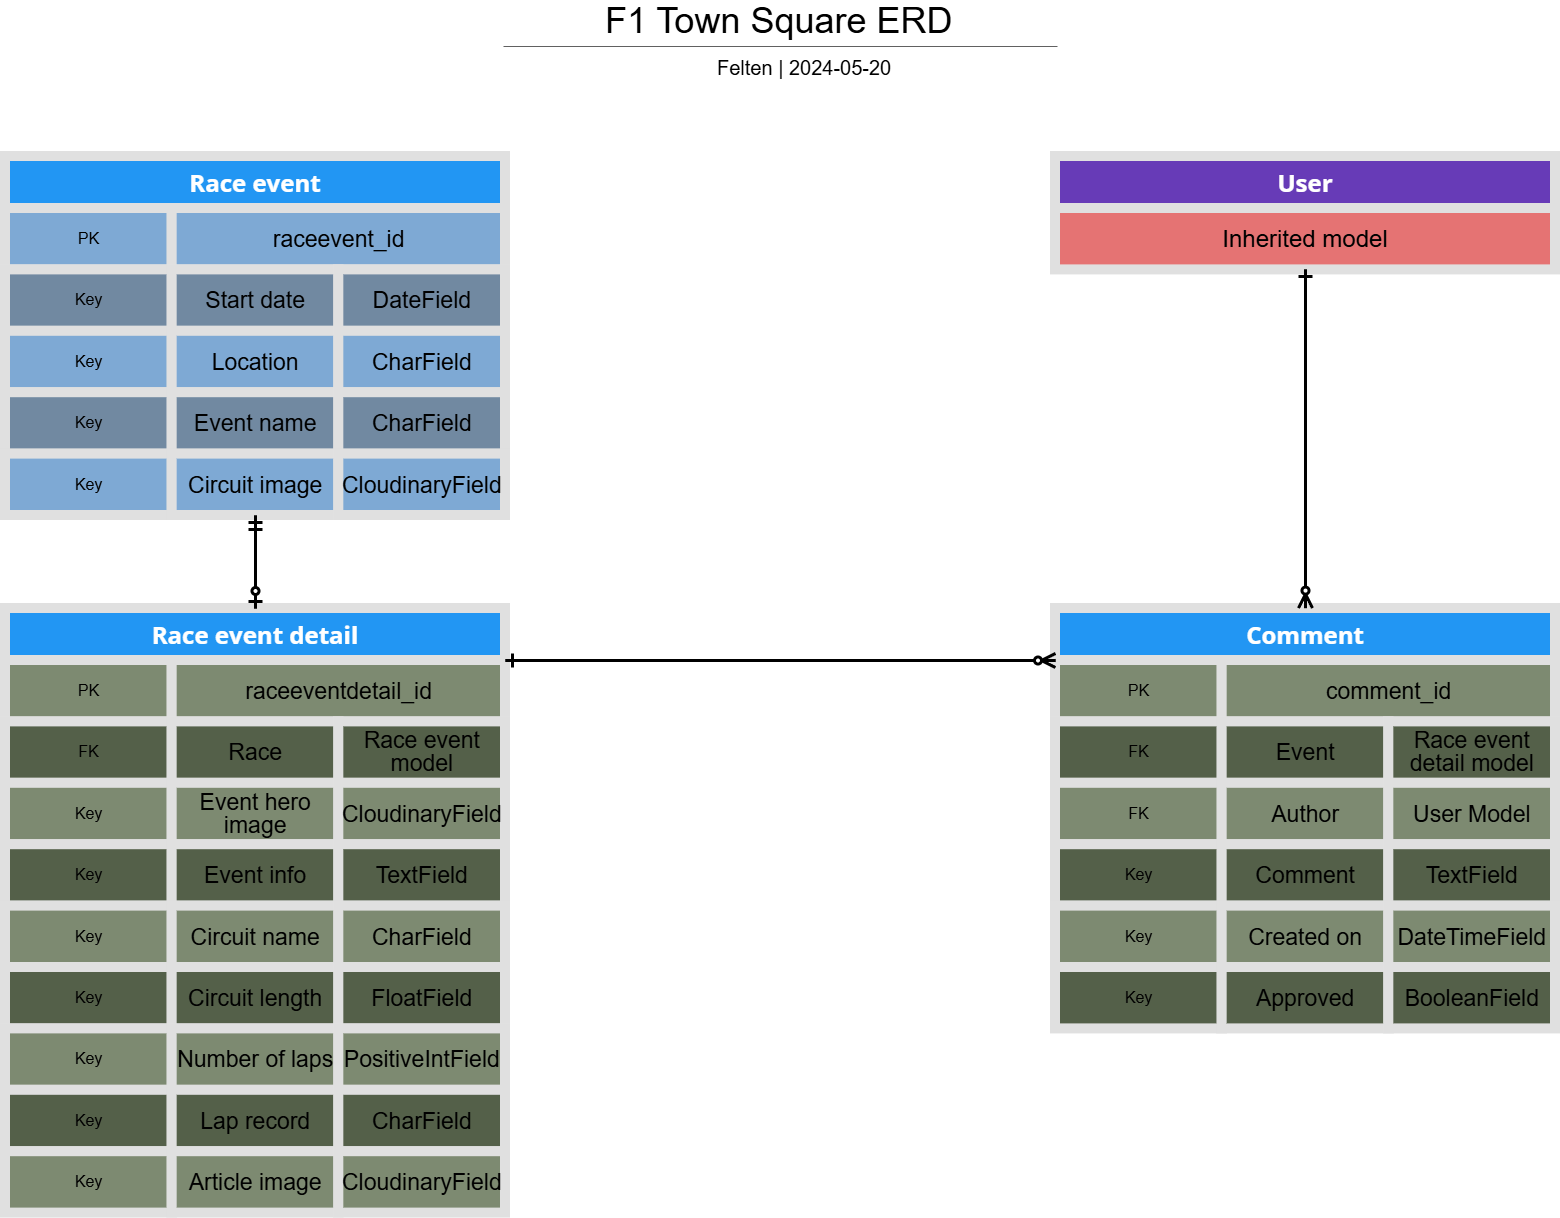 F1 Town Square ERD
Felten | 2024-05-20
Race event
PK raceevent_id
Key Start date DateField
Key Location CharField
Key Event name CharField
Key Circuit image CloudinaryField
User
Inherited model
Race event detail
PK raceeventdetail_id
FK Race Race event
model
Key Event hero
image CloudinaryField
Key Event info TextField
Key Circuit name CharField
Key Circuit length FloatField
Key Number of laps PositiveIntField
Key Lap record CharField
Key Article image CloudinaryField
Comment
PK comment_id
FK Event Race event
detail model
FK Author User Model
Key Comment TextField
Key Created on DateTimeField
Key Approved BooleanField